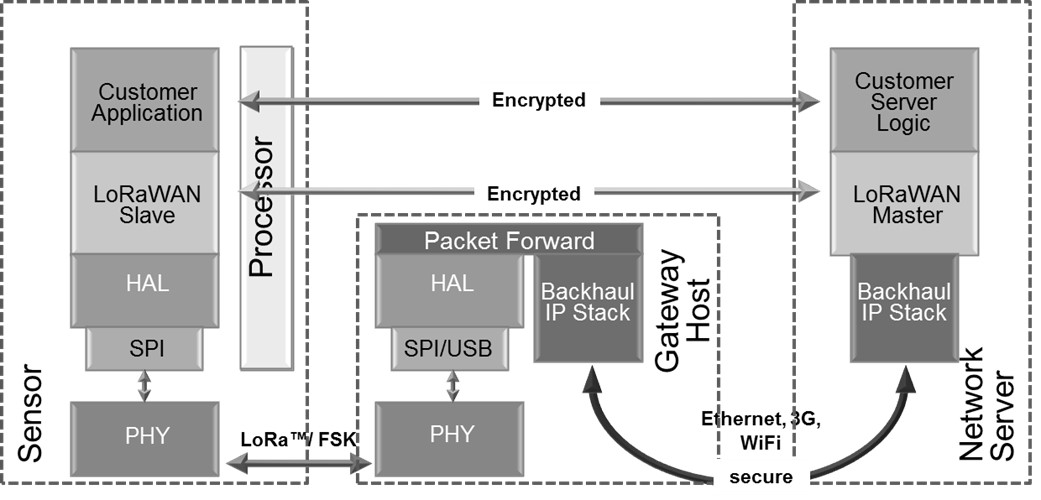 Customer
Application
LoRaWAN
Slave
HAL
SPI
PHY
Sensor
Processor
Encrypted
Encrypted
LoRa™/ FSK
Packet Forward
HAL
SPI/USB
PHY
Backhaul
IP Stack
Gateway
Host
Ethernet, 3G,
WiFi
secure
Customer
Server
Logic
LoRaWAN
Master
Backhaul
IP Stack
Network
Server